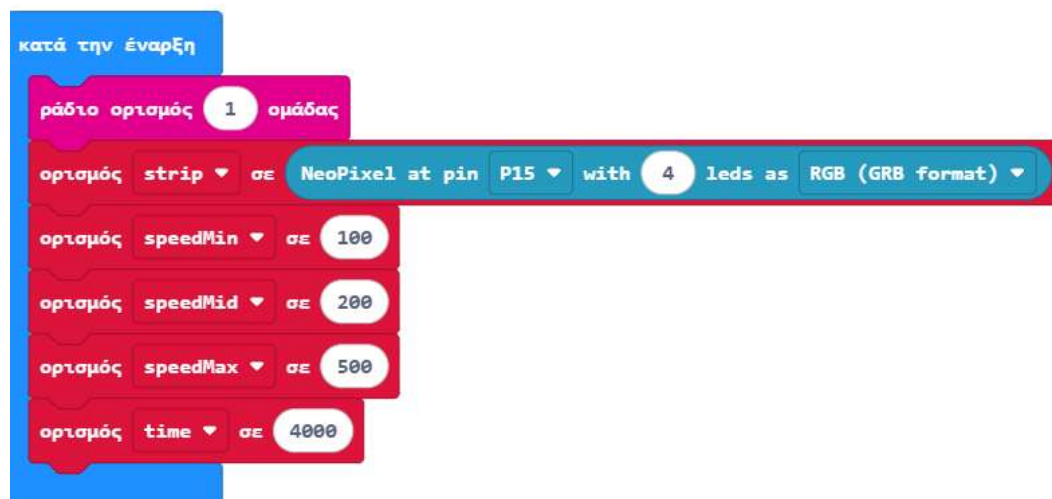 κατά την έναρξη
ράδιο ορισμός 1 ομάδας
ορισμός strip σε NeoPixel at pin P15 with 4 leds as RGB (GRB format)
ορισμός speedMin σε 100
ορισμός speedMid σε 200
ορισμός speedMax σε 500
ορισμός time σε 4000